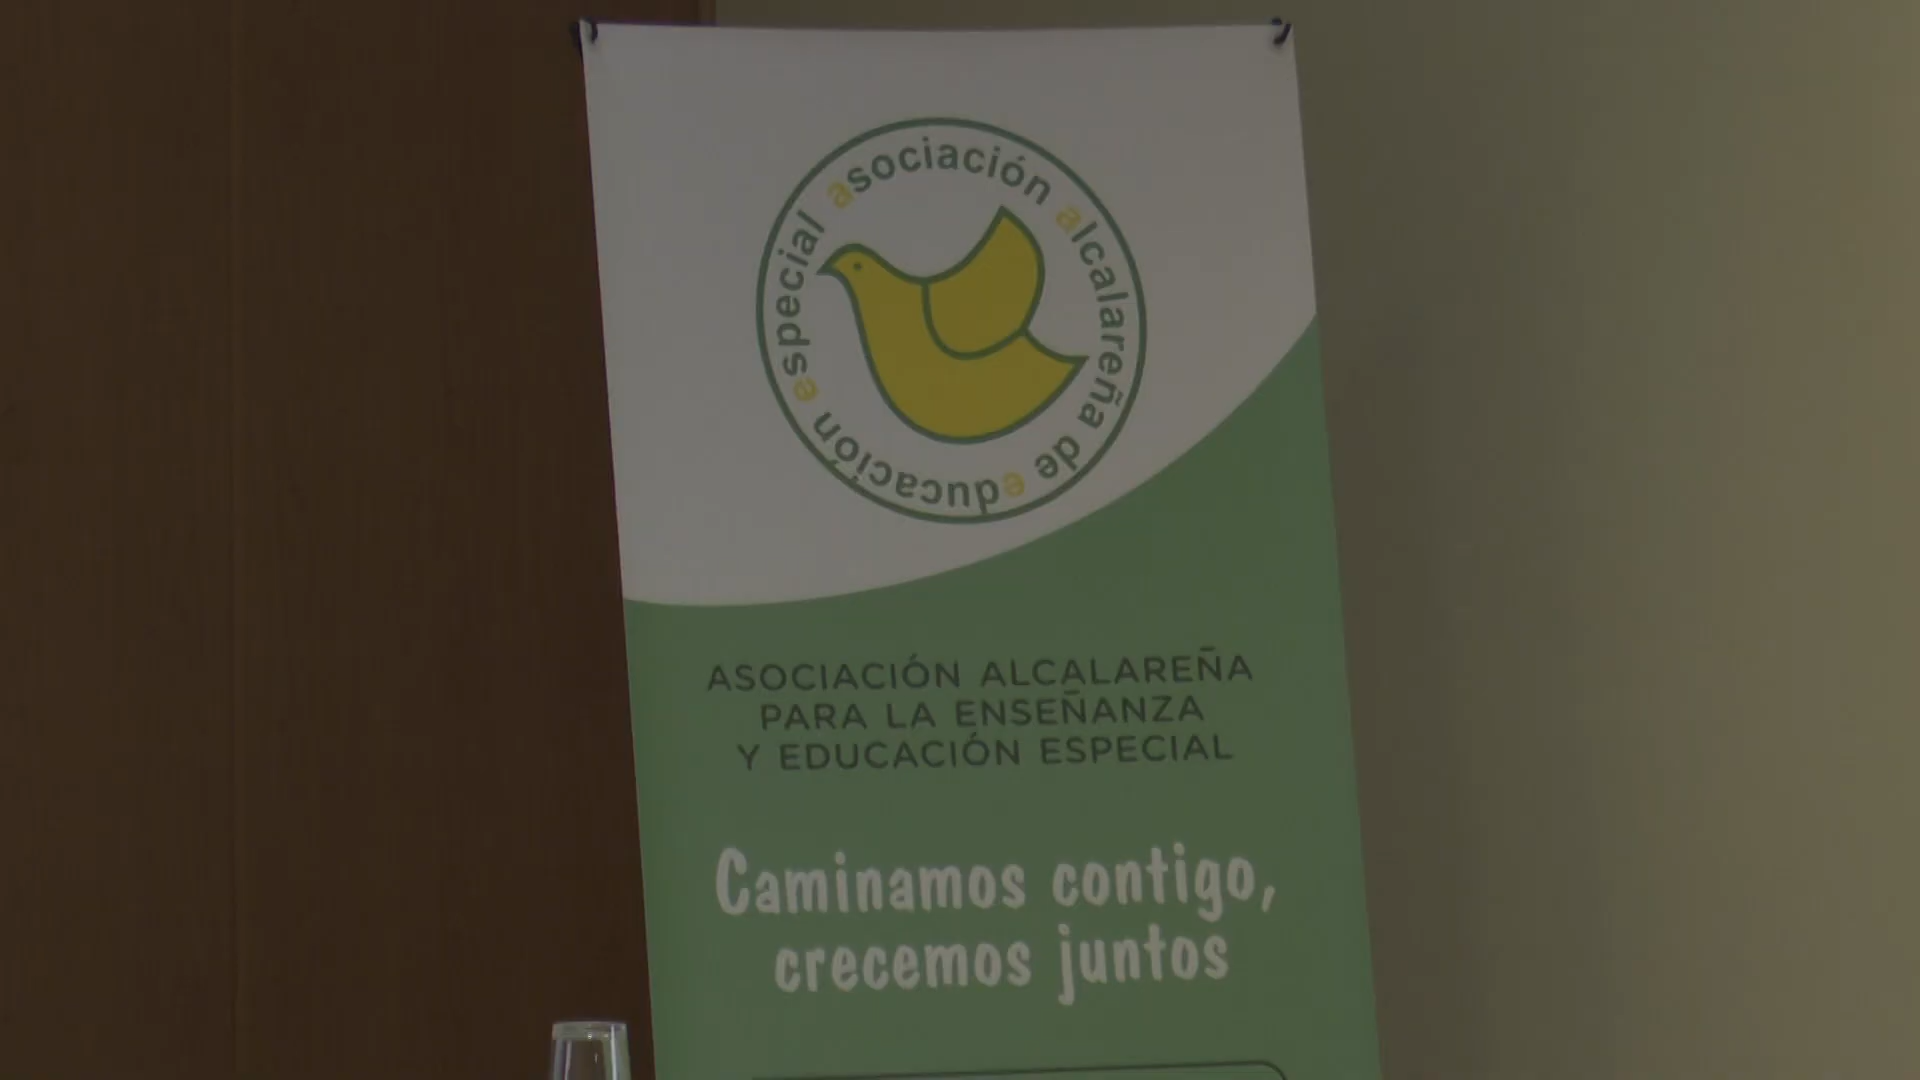 asociación alcalareña de educación especial
ASOCIACIÓN ALCALAREÑA
PARA LA ENSEÑANZA
Y EDUCACIÓN ESPECIAL
Caminamos contigo,
crecemos juntos